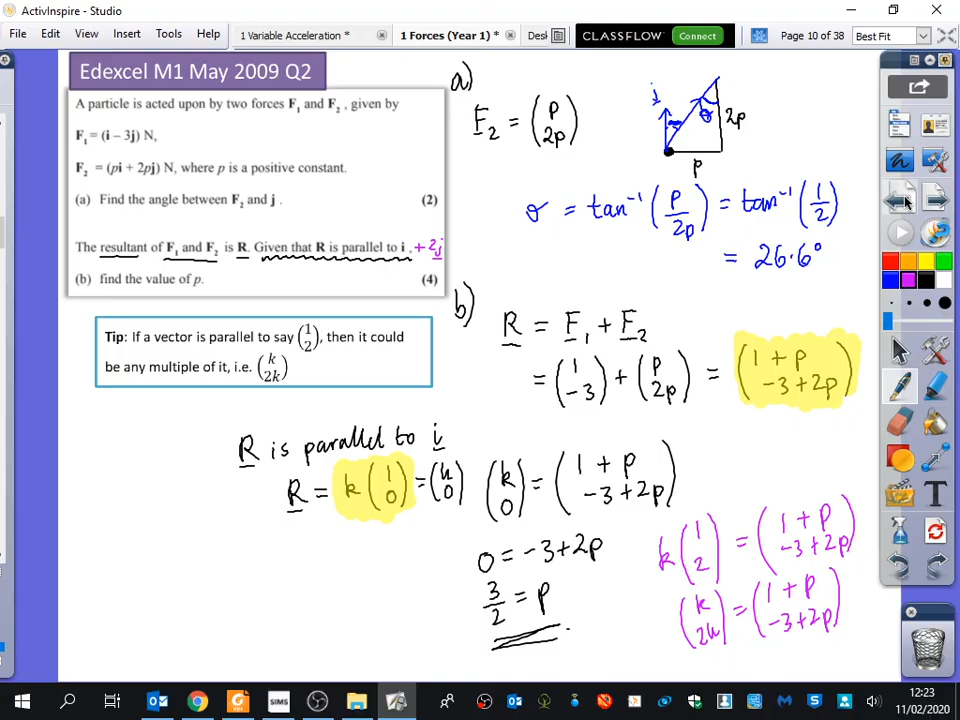 ActivInspire - Studio
File Edit View Insert Tools Help
1 Variable Acceleration *
1 Forces (Year 1) *
Desk
CLASSFLOW Connect
Page 10 of 38
Best Fit
Edexcel M1 May 2009 Q2
A particle is acted upon by two forces F₁ and F₂ , given by
F₁ = (i – 3j) N,
F₂ = (pi + 2pj) N, where p is a positive constant.
(a) Find the angle between F₂ and j . (2)
The resultant of F₁ and F₂ is R. Given that R is parallel to i , + 2j
(b) find the value of p. (4)
Tip: If a vector is parallel to say (1 2), then it could
be any multiple of it, i.e. (k 2k)
a)
F₂ = (p 2p)
j
θ
2p
p
θ = tan⁻¹ (p/2p) = tan⁻¹ (1/2)
= 26.6°
b)
R = F₁ + F₂
= (1 -3) + (p 2p) = (1 + p -3 + 2p)
R is parallel to i
R = k (1 0) = (k 0)
(k 0) = (1 + p -3 + 2p)
0 = -3 + 2p
3/2 = p
k (1 2) = (1 + p -3 + 2p)
(k 2k) = (1 + p -3 + 2p)
SIMS
12:23
11/02/2020